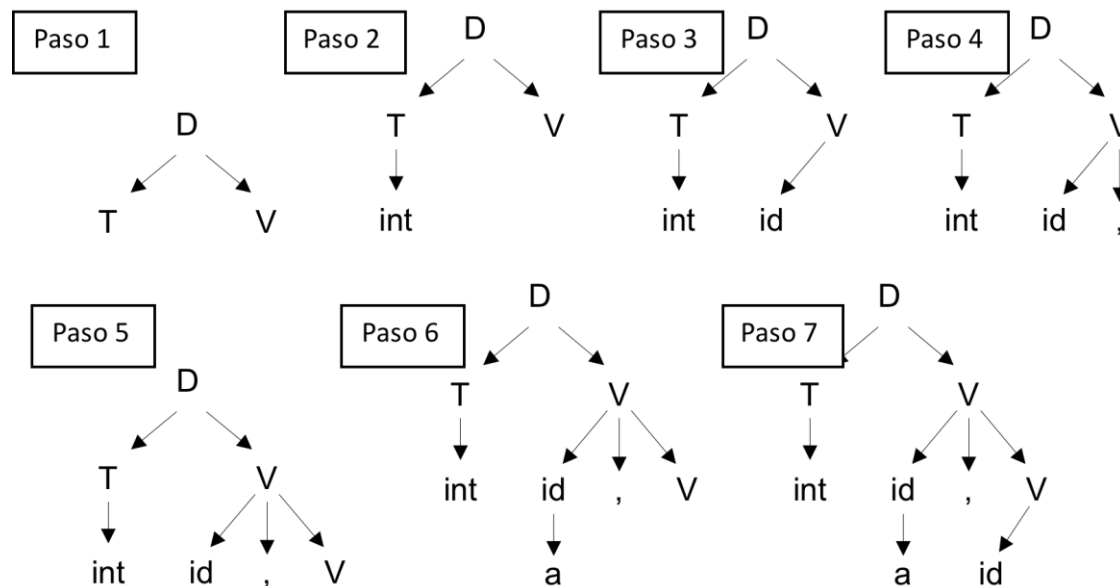 Paso 1
D
T V
int
Paso 2
D
T V
int
Paso 3
D
T V
int id
Paso 4
D
T V
int id ,
Paso 5
D
T V
int id , V
Paso 6
D
T V
int id , V
a
Paso 7
D
T V
int id , V
a id